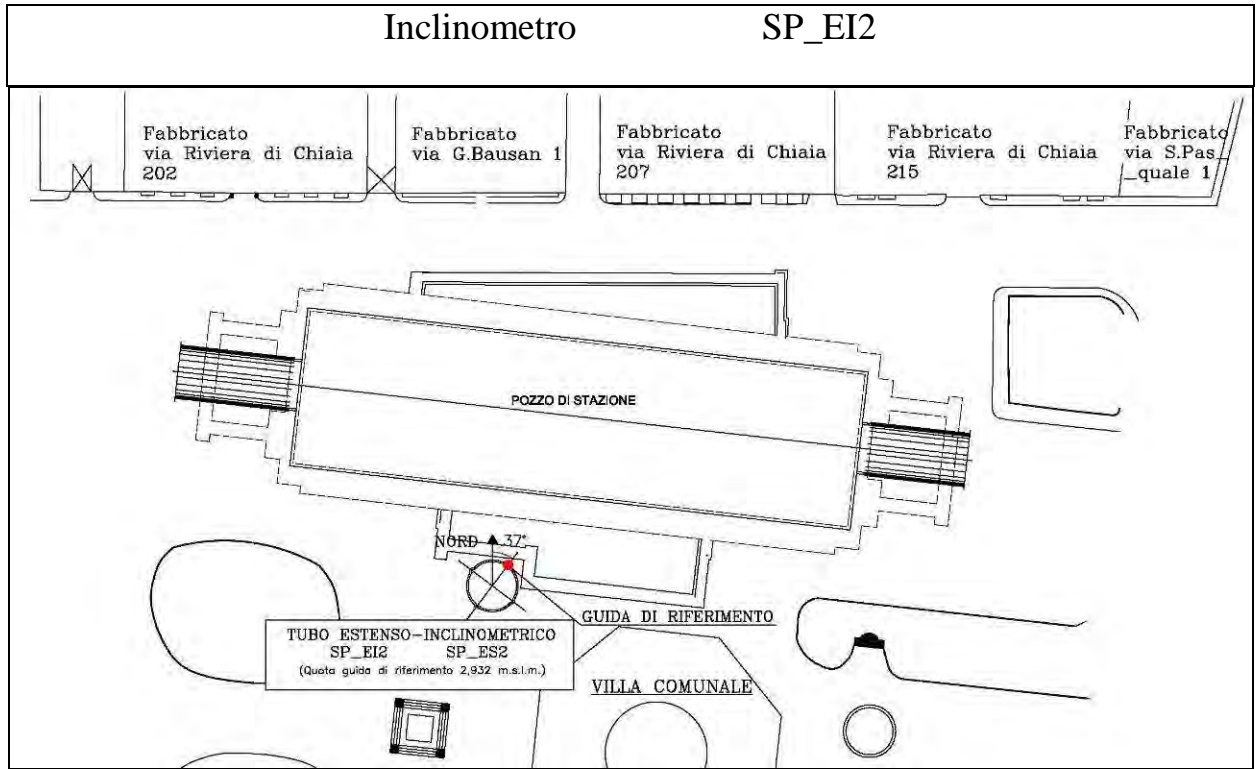 Inclinometro SP_EI2
Fabbricato
via Riviera di Chiaia
202
Fabbricato
via G.Bausan 1
Fabbricato
via Riviera di Chiaia
207
Fabbricato
via Riviera di Chiaia
215
Fabbricato
via S.Pas_
_quale 1
POZZO DI STAZIONE
NORD 37°
GUIDA DI RIFERIMENTO
TUBO ESTENSO-INCLINOMETRICO
SP_EI2 SP_ES2
(Quota guida di riferimento 2,932 m.s.l.m.)
VILLA COMUNALE